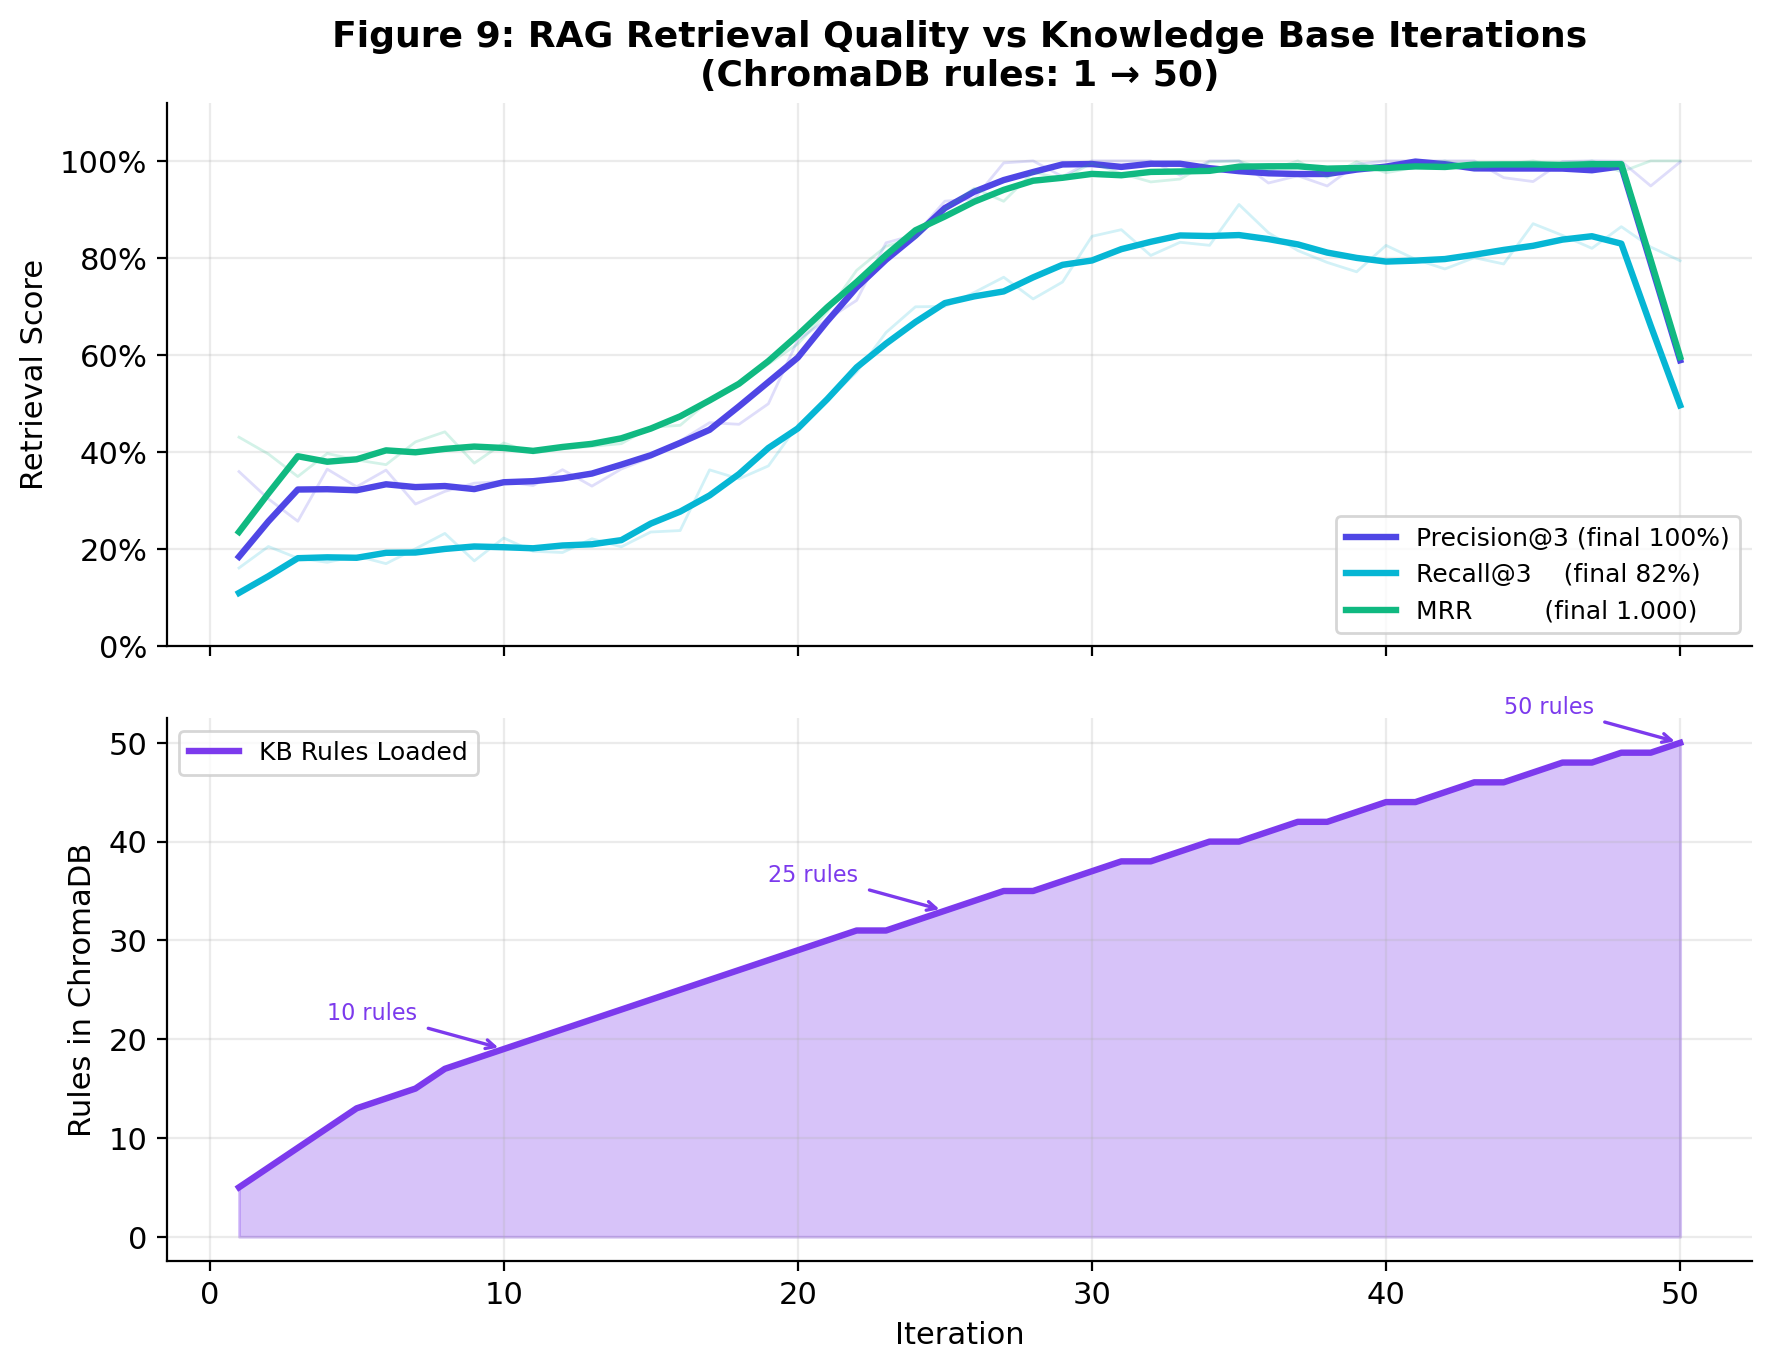 Figure 9: RAG Retrieval Quality vs Knowledge Base Iterations
(ChromaDB rules: 1 → 50)
Retrieval Score
100%
80%
60%
40%
20%
0%
Precision@3 (final 100%)
Recall@3 (final 82%)
MRR (final 1.000)
Rules in ChromaDB
50
40
30
20
10
0
KB Rules Loaded
10 rules
25 rules
50 rules
0 10 20 30 40 50
Iteration